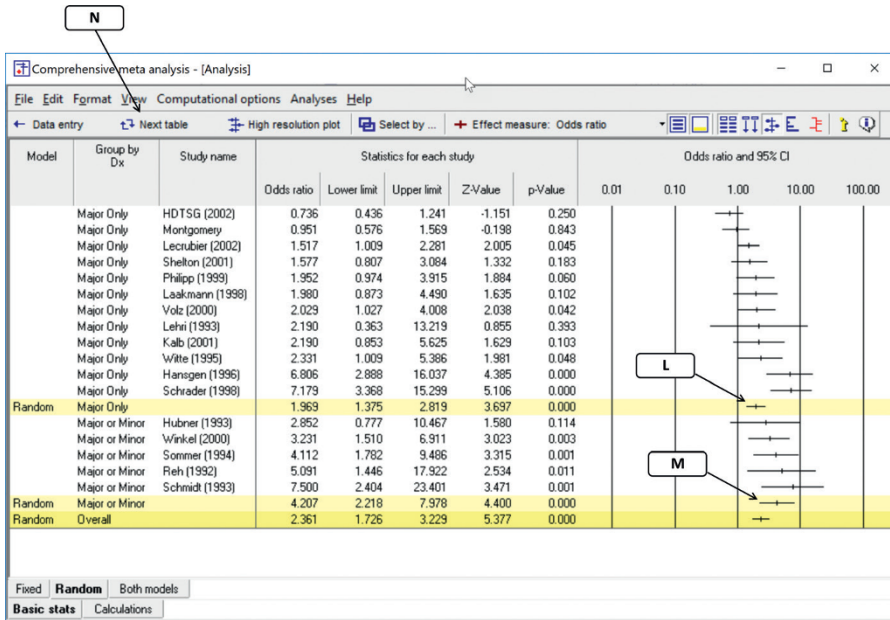 N
Comprehensive meta analysis - [Analysis]
File Edit Format View Computational options Analyses Help
Data entry Next table High resolution plot Select by ... Effect measure: Odds ratio
Model Group by Dx Study name Statistics for each study Odds ratio and 95% CI
Odds ratio Lower limit Upper limit Z-Value p-Value 0.01 0.10 1.00 10.00 100.00
Major Only HDTSG (2002) 0.736 0.436 1.241 -1.151 0.250
Major Only Montgomery 0.951 0.576 1.569 -0.198 0.843
Major Only Lecrubier (2002) 1.517 1.009 2.281 2.005 0.045
Major Only Shelton (2001) 1.577 0.807 3.084 1.332 0.183
Major Only Philipp (1999) 1.952 0.974 3.915 1.884 0.060
Major Only Laakmann (1998) 1.980 0.873 4.490 1.635 0.102
Major Only Volz (2000) 2.029 1.027 4.008 2.038 0.042
Major Only Lehri (1993) 2.190 0.363 13.219 0.855 0.393
Major Only Kalb (2001) 2.190 0.853 5.625 1.629 0.103
Major Only Witte (1995) 2.331 1.009 5.386 1.981 0.048
Major Only Hansgen (1996) 6.806 2.888 16.037 4.385 0.000
Major Only Schrader (1998) 7.179 3.368 15.299 5.106 0.000
L
Random Major Only 1.969 1.375 2.819 3.697 0.000
Major or Minor Hubner (1993) 2.852 0.777 10.467 1.580 0.114
Major or Minor Winkel (2000) 3.231 1.510 6.911 3.023 0.003
Major or Minor Sommer (1994) 4.112 1.782 9.486 3.315 0.001
M
Major or Minor Reh (1992) 5.091 1.446 17.922 2.534 0.011
Major or Minor Schmidt (1993) 7.500 2.404 23.401 3.471 0.001
Random Major or Minor 4.207 2.218 7.978 4.400 0.000
Random Overall 2.361 1.726 3.229 5.377 0.000
Fixed Random Both models
Basic stats Calculations